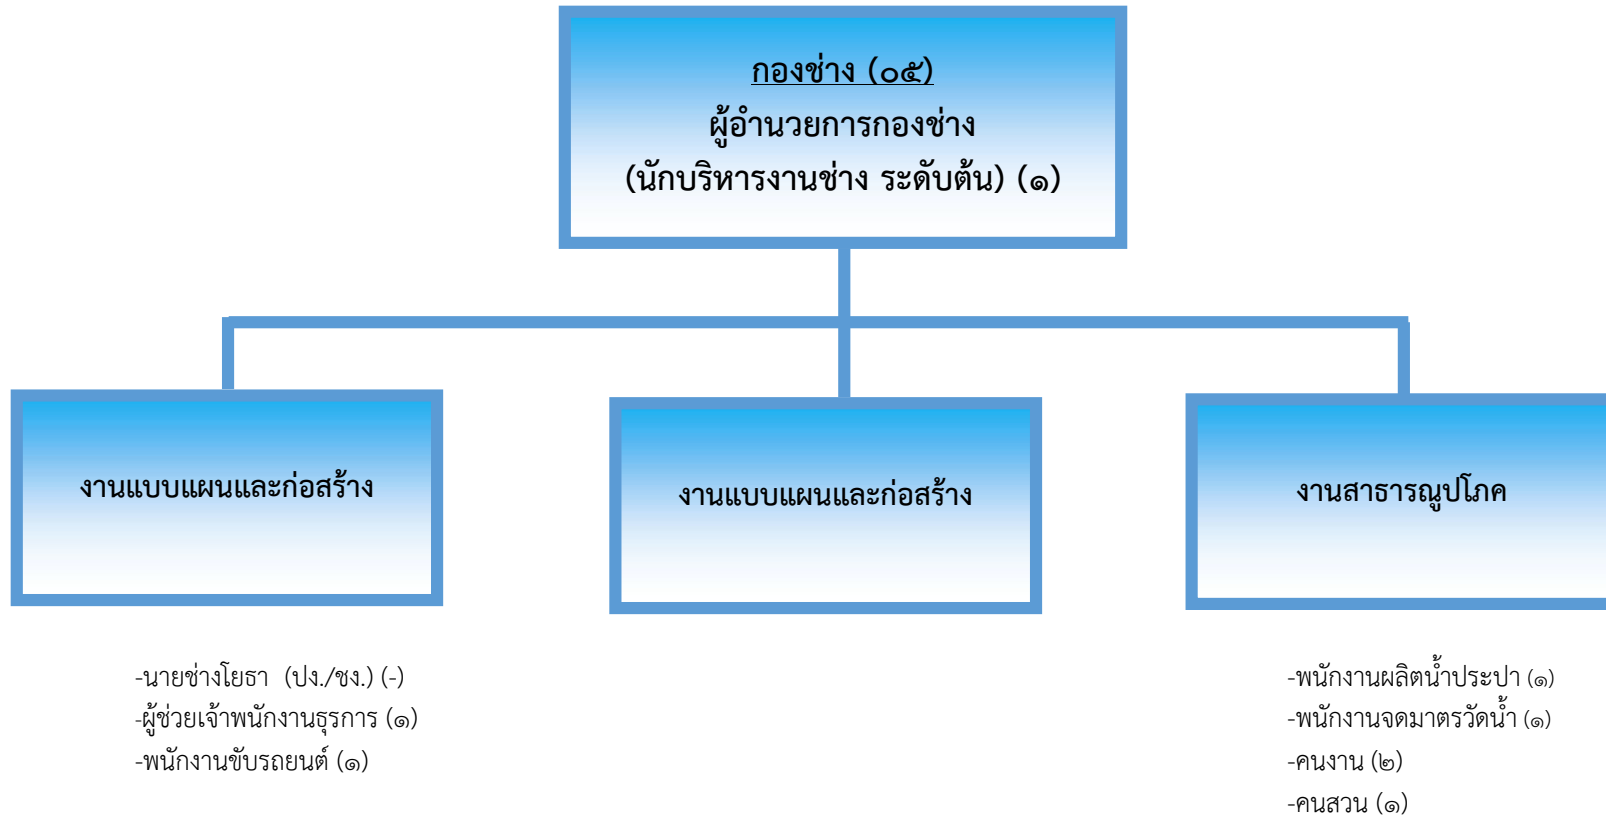 กองช่าง (๐๕)
ผู้อำนวยการกองช่าง
(นักบริหารงานช่าง ระดับต้น) (๑)
งานแบบแผนและก่อสร้าง
งานแบบแผนและก่อสร้าง
งานสาธารณูปโภค
-นายช่างโยธา (ปง./ชง.) (-)
-ผู้ช่วยเจ้าพนักงานธุรการ (๑)
-พนักงานขับรถยนต์ (๑)
-พนักงานผลิตน้ำประปา (๑)
-พนักงานจดมาตรวัดน้ำ (๑)
-คนงาน (๒)
-คนสวน (๑)